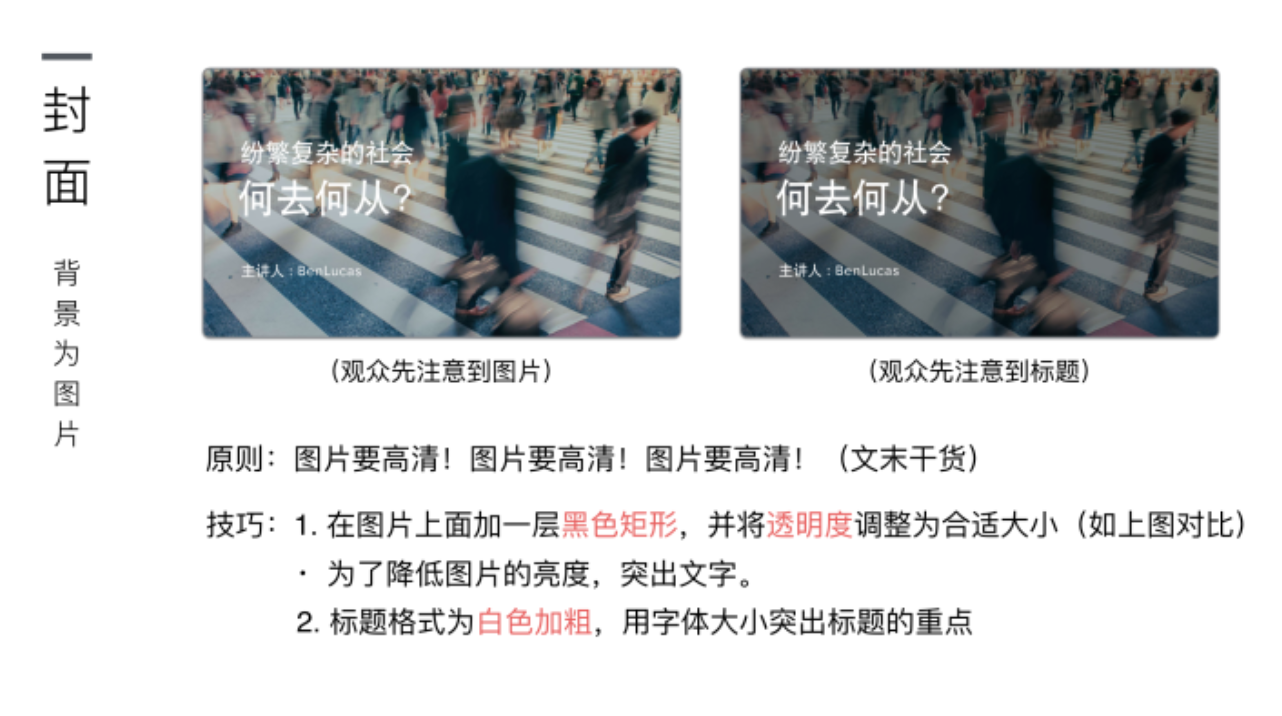 封面
背景为图片
纷繁复杂的社会
何去何从?
主讲人:BenLucas
(观众先注意到图片)
纷繁复杂的社会
何去何从?
主讲人:BenLucas
(观众先注意到标题)
原则:图片要高清!图片要高清!图片要高清!(文末干货)
技巧:1. 在图片上面加一层黑色矩形,并将透明度调整为合适大小(如上图对比)
· 为了降低图片的亮度,突出文字。
2. 标题格式为白色加粗,用字体大小突出标题的重点